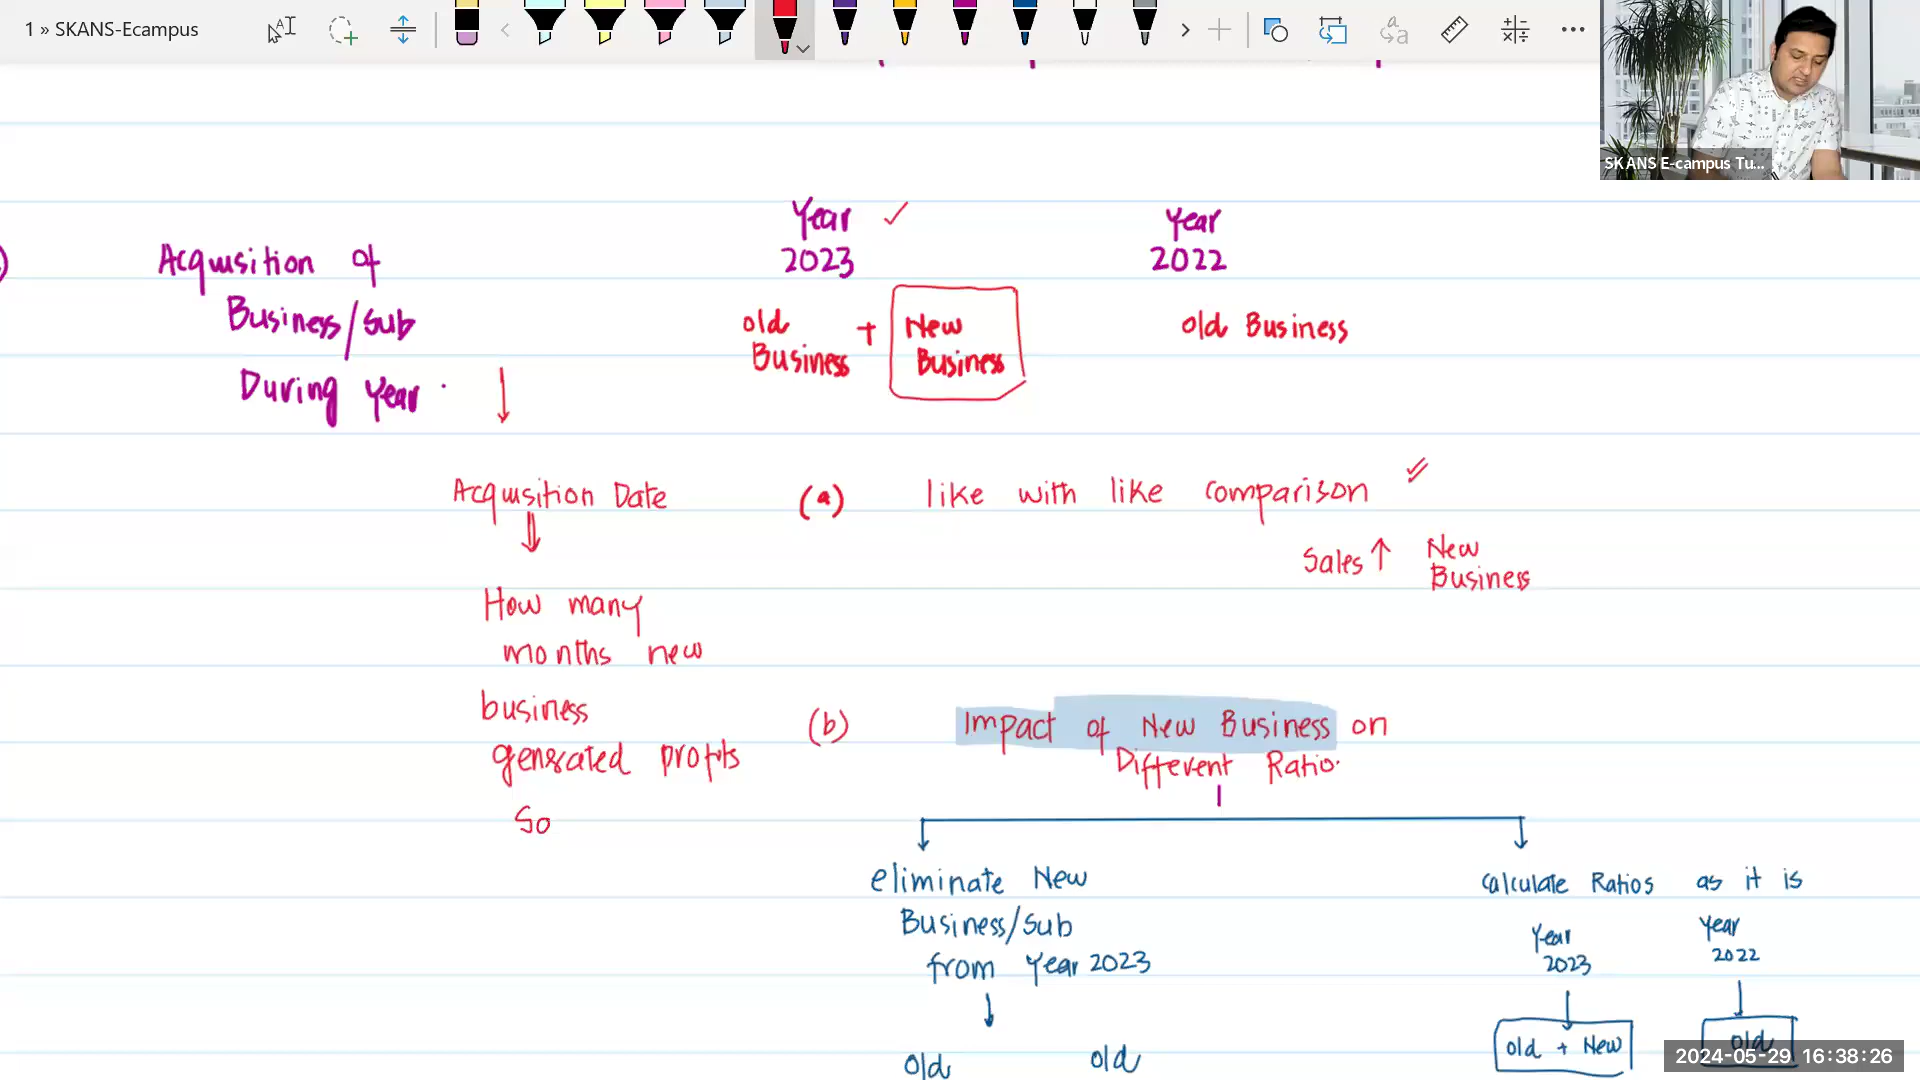 1 » SKANS-Ecampus
SKANS E-campus Tu...
Year
2023
Year
2022
Acqusition of
Business/Sub
During Year
old
Business
+
New
Business
old Business
Acqusition Date
(a)
like with like comparison
Sales ↑
New
Business
How many
months new
business
generated profits
So
(b)
Impact of New Business on
Different Ratio.
eliminate New
Business/Sub
from Year 2023
old
old
Calculate Ratios as it is
Year
2023
Year
2022
old + New
old
2024-05-29 16:38:26